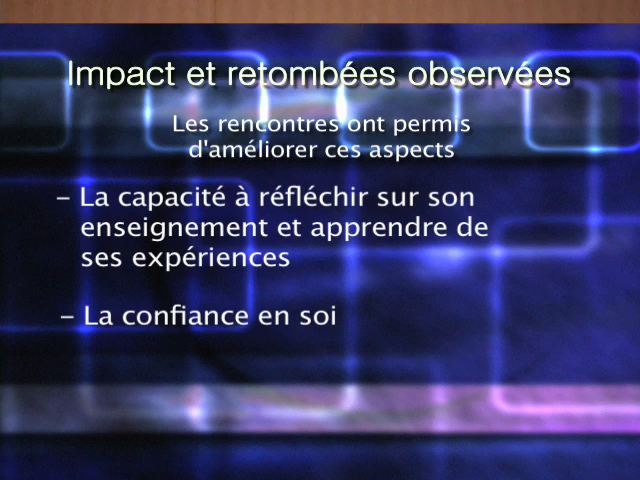 Impact et retombées observées
Les rencontres ont permis
d'améliorer ces aspects
– La capacité à réfléchir sur son
enseignement et apprendre de
ses expériences
– La confiance en soi